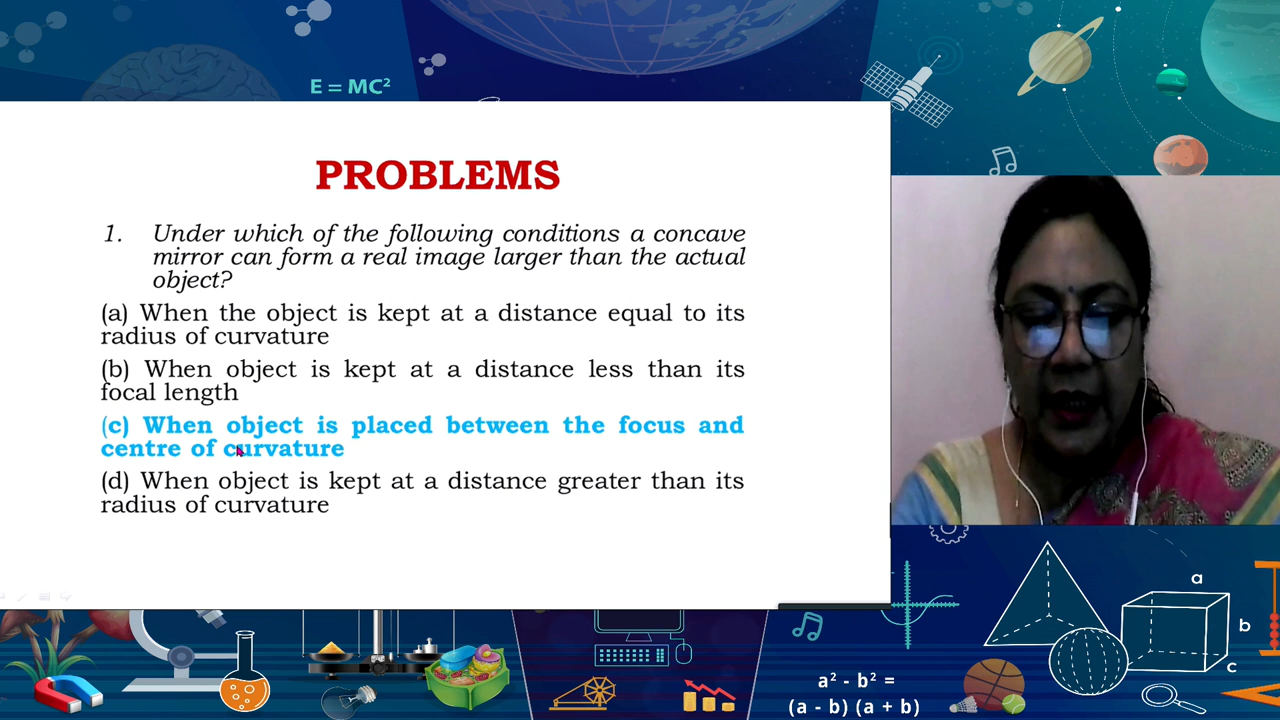 E = MC²
PROBLEMS
1. Under which of the following conditions a concave
mirror can form a real image larger than the actual
object?
(a) When the object is kept at a distance equal to its
radius of curvature
(b) When object is kept at a distance less than its
focal length
(c) When object is placed between the focus and
centre of curvature
(d) When object is kept at a distance greater than its
radius of curvature
a
b
c
a² - b² =
(a - b) (a + b)